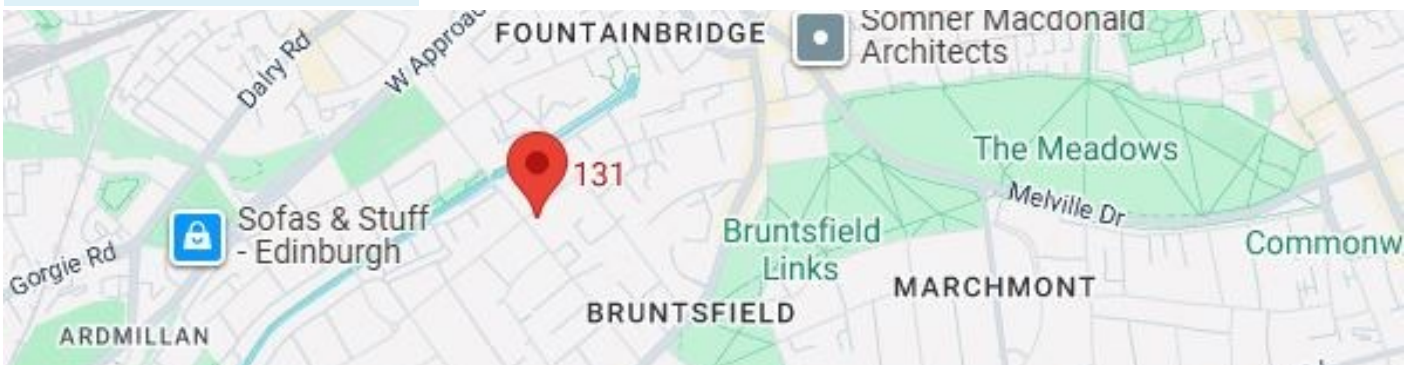 FOUNTAINBRIDGE
Somner Macdonald
Architects
Dalry Rd
W Approac
The Meadows
131
Melville Dr
Sofas & Stuff
- Edinburgh
Bruntsfield
Links
Commonw
Gorgie Rd
MARCHMONT
BRUNTSFIELD
ARDMILLAN